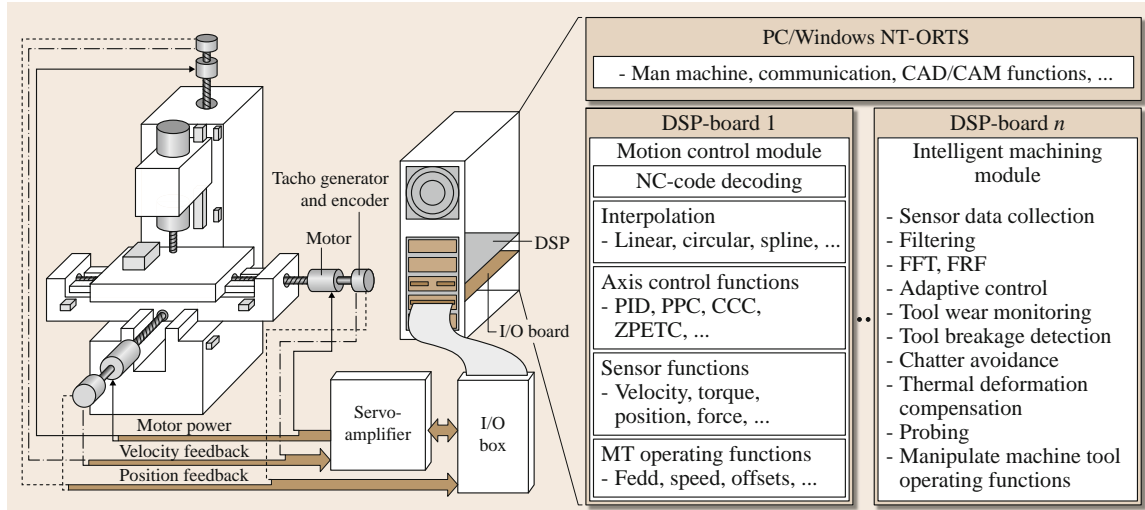 Tacho generator
and encoder
Motor
DSP
I/O board
Servo-
amplifier
I/O
box
Motor power
Velocity feedback
Position feedback
PC/Windows NT-ORTS
- Man machine, communication, CAD/CAM functions, ...
DSP-board 1
Motion control module
NC-code decoding
Interpolation
- Linear, circular, spline, ...
Axis control functions
- PID, PPC, CCC,
ZPETC, ...
Sensor functions
- Velocity, torque,
position, force, ...
MT operating functions
- Fedd, speed, offsets, ...
DSP-board n
Intelligent machining
module
- Sensor data collection
- Filtering
- FFT, FRF
- Adaptive control
- Tool wear monitoring
- Tool breakage detection
- Chatter avoidance
- Thermal deformation
compensation
- Probing
- Manipulate machine tool
operating functions